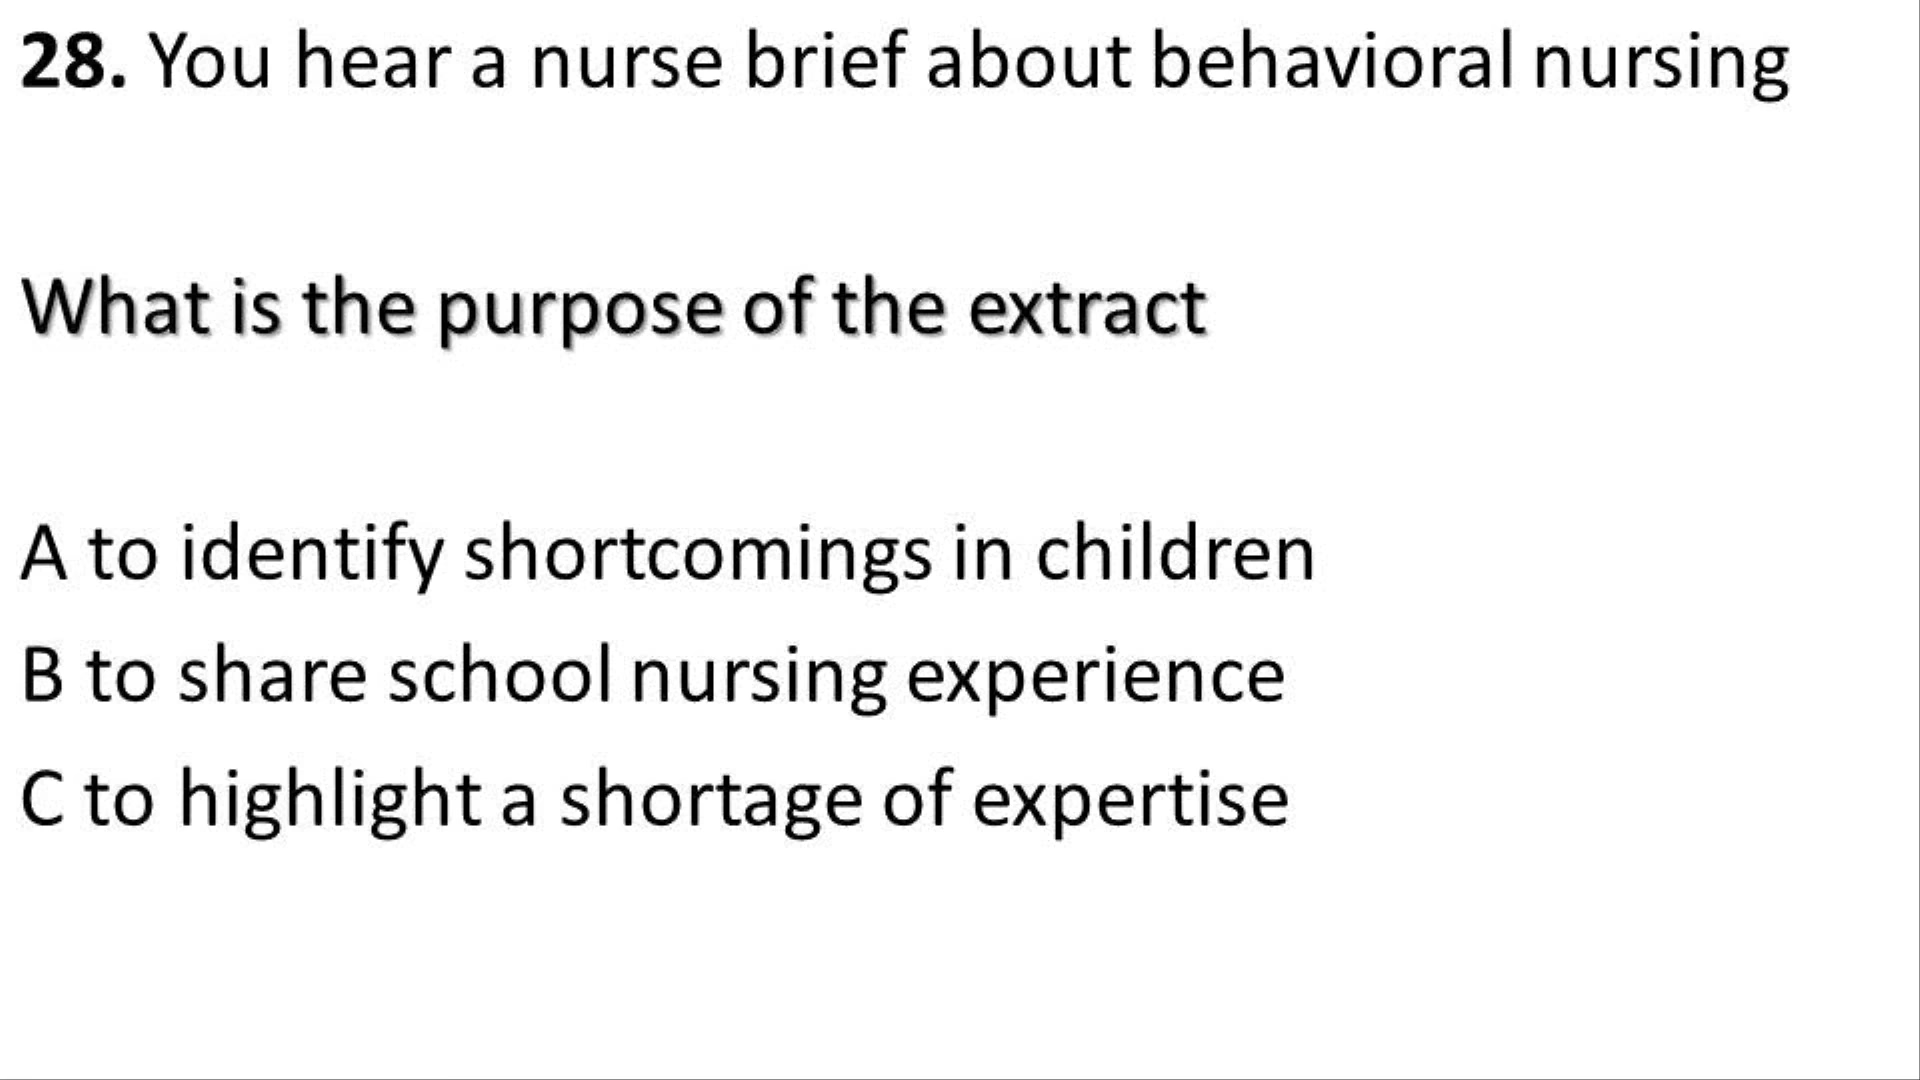 28. You hear a nurse brief about behavioral nursing
What is the purpose of the extract
A to identify shortcomings in children
B to share school nursing experience
C to highlight a shortage of expertise